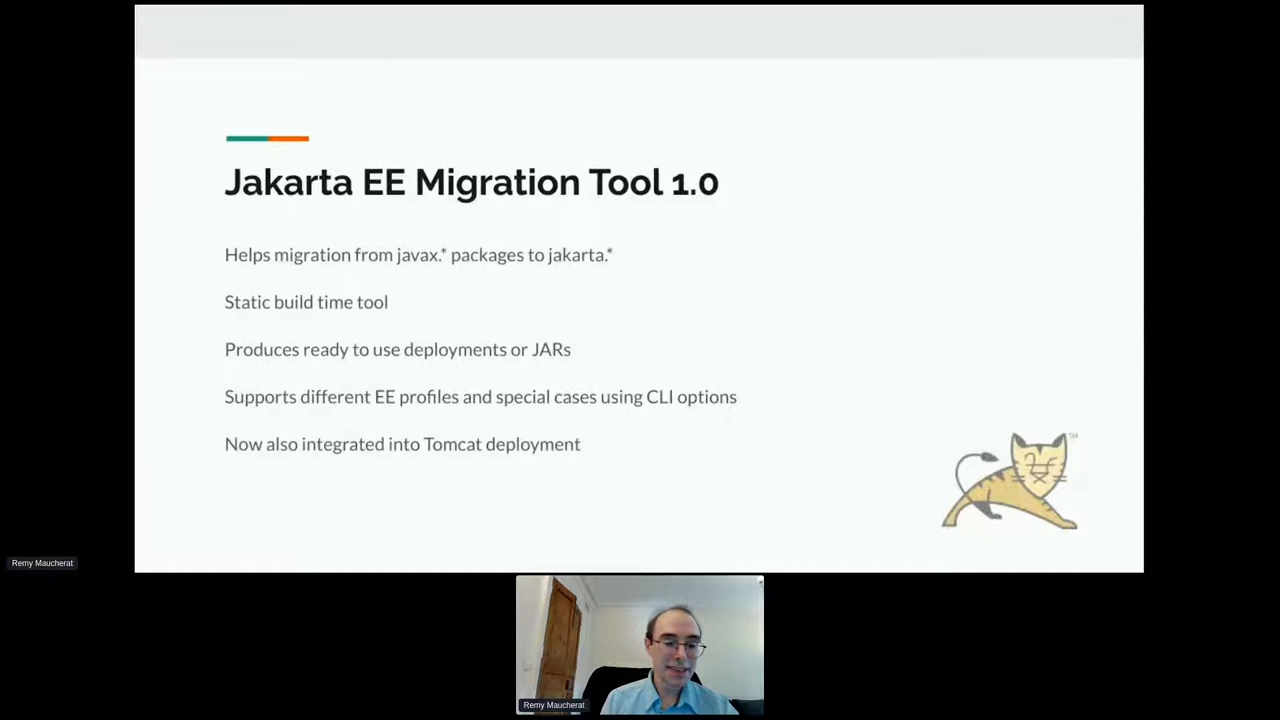 Jakarta EE Migration Tool 1.0
Helps migration from javax.* packages to jakarta.*
Static build time tool
Produces ready to use deployments or JARs
Supports different EE profiles and special cases using CLI options
Now also integrated into Tomcat deployment
TM
Remy Maucherat
Remy Maucherat